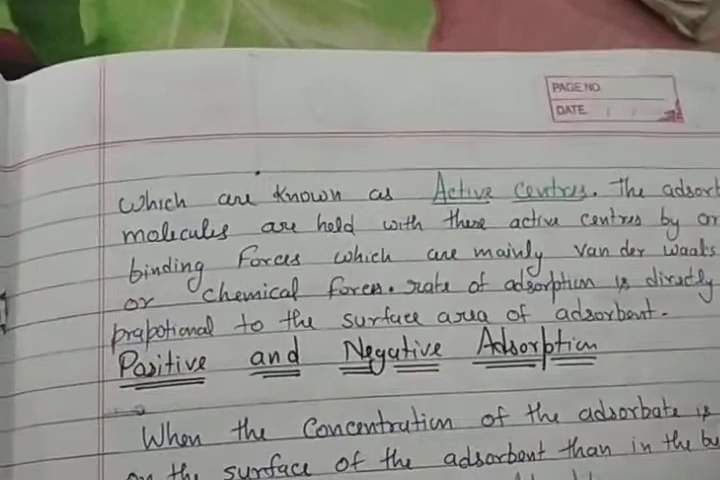 PAGE NO.
DATE
which are known as Active centres. The adsorb
molecules are held with these active centres by
binding Forces which are mainly Van der Waals
or chemical forces. rate of adsorption is directly
prapotional to the surface area of adsorbent.
Positive and Negative Adsorption
When the Concentration of the adsorbate is
on the surface of the adsorbent than in the bu